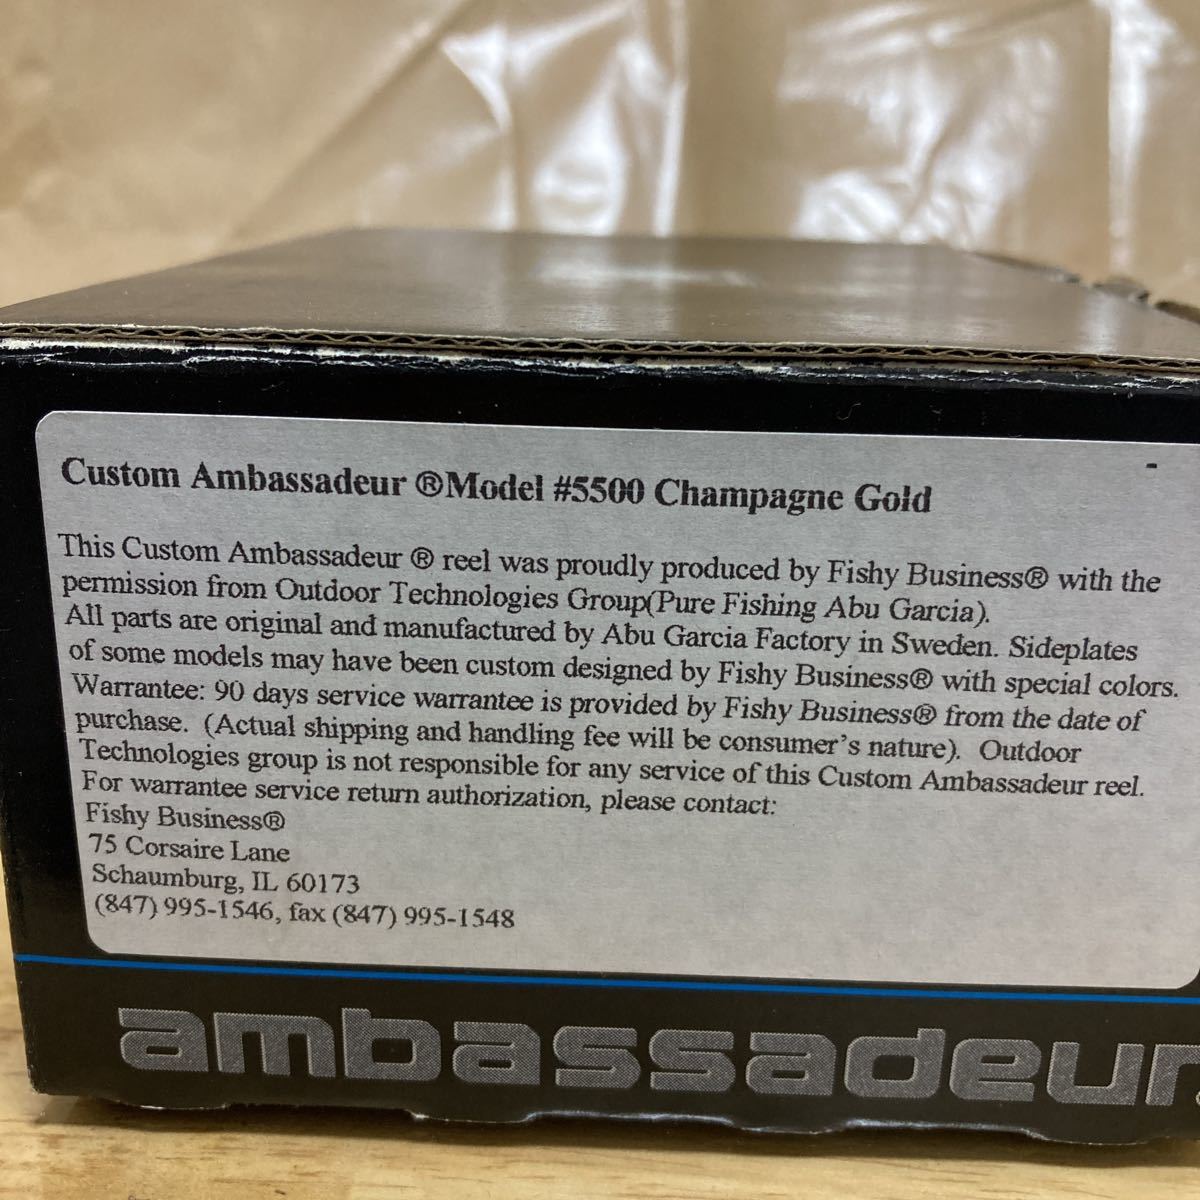 Custom Ambassadeur ®Model #5500 Champagne Gold
This Custom Ambassadeur ® reel was proudly produced by Fishy Business® with the
permission from Outdoor Technologies Group(Pure Fishing Abu Garcia).
All parts are original and manufactured by Abu Garcia Factory in Sweden. Sideplates
of some models may have been custom designed by Fishy Business® with special colors.
Warrantee: 90 days service warrantee is provided by Fishy Business® from the date of
purchase. (Actual shipping and handling fee will be consumer's nature). Outdoor
Technologies group is not responsible for any service of this Custom Ambassadeur reel.
For warrantee service return authorization, please contact:
Fishy Business®
75 Corsaire Lane
Schaumburg, IL 60173
(847) 995-1546, fax (847) 995-1548
ambassadeur